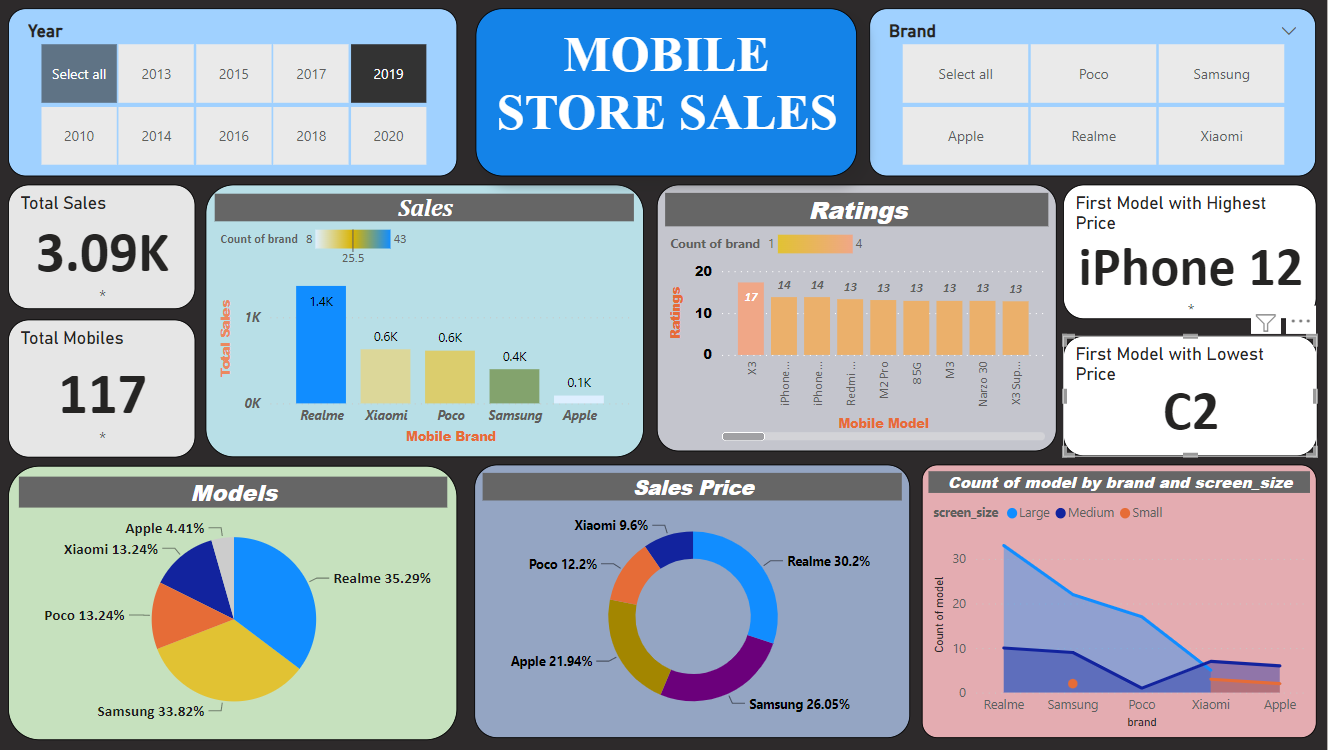 Year
Select all
2013
2015
2017
2019
2010
2014
2016
2018
2020
MOBILE
STORE SALES
Brand
Select all
Poco
Samsung
Apple
Realme
Xiaomi
Total Sales
3.09K
*
Total Mobiles
117
*
Sales
Count of brand 8 43
25.5
Total Sales
1K
0K
1.4K
0.6K
0.6K
0.4K
0.1K
Realme
Xiaomi
Poco
Samsung
Apple
Mobile Brand
Ratings
Count of brand 1 4
Ratings
20
10
0
17
14
14
13
13
13
13
13
13
X3
iPhone...
iPhone...
Redmi ...
M2 Pro
8 5G
M3
Narzo 30
X3 Sup...
Mobile Model
First Model with Highest
Price
iPhone 12
*
First Model with Lowest
Price
C2
Models
Apple 4.41%
Xiaomi 13.24%
Poco 13.24%
Samsung 33.82%
Realme 35.29%
Sales Price
Xiaomi 9.6%
Poco 12.2%
Apple 21.94%
Samsung 26.05%
Realme 30.2%
Count of model by brand and screen_size
screen_size Large Medium Small
Count of model
30
20
10
0
Realme
Samsung
Poco
Xiaomi
Apple
brand